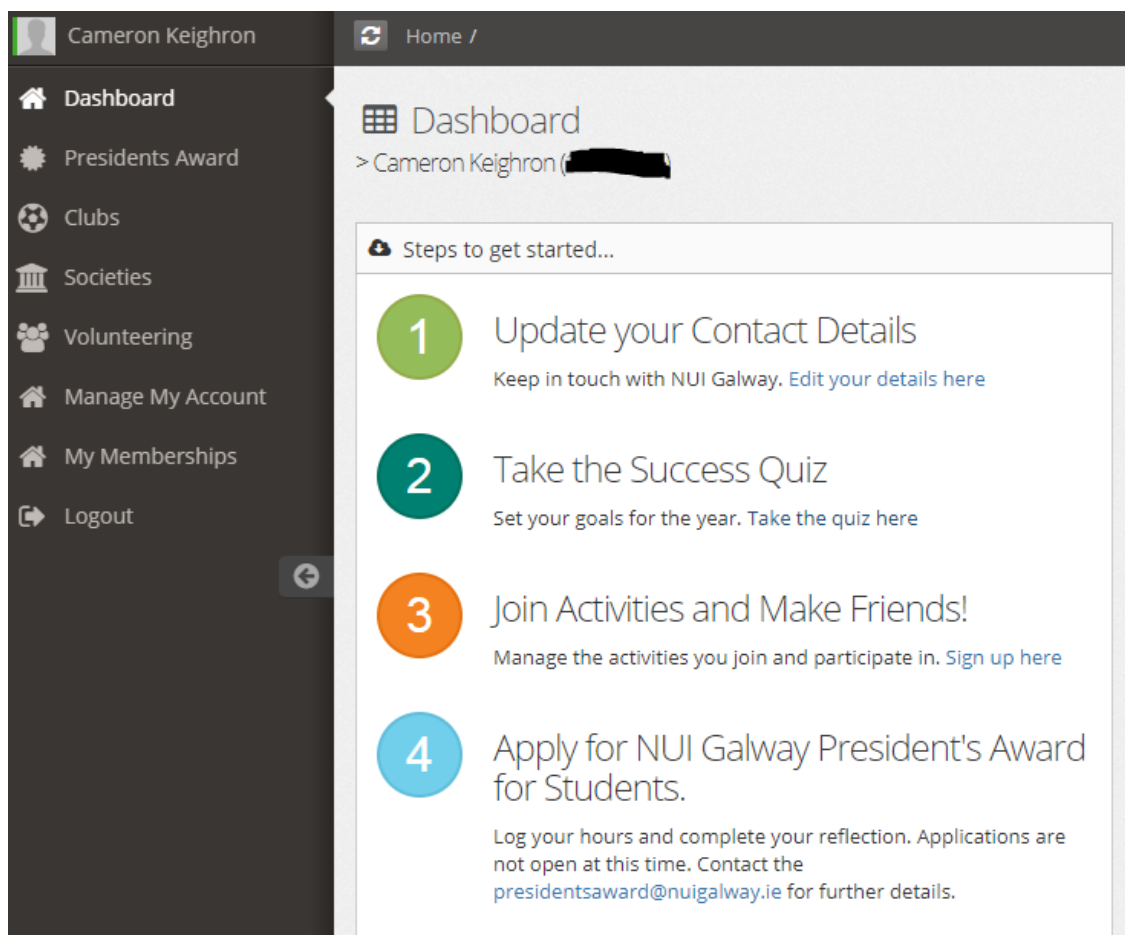 Cameron Keighron
Home /
Dashboard
Presidents Award
Clubs
Societies
Volunteering
Manage My Account
My Memberships
Logout
Dashboard
> Cameron Keighron ( )
Steps to get started...
1
Update your Contact Details
Keep in touch with NUI Galway. Edit your details here
2
Take the Success Quiz
Set your goals for the year. Take the quiz here
3
Join Activities and Make Friends!
Manage the activities you join and participate in. Sign up here
4
Apply for NUI Galway President's Award
for Students.
Log your hours and complete your reflection. Applications are
not open at this time. Contact the
presidentsaward@nuigalway.ie for further details.